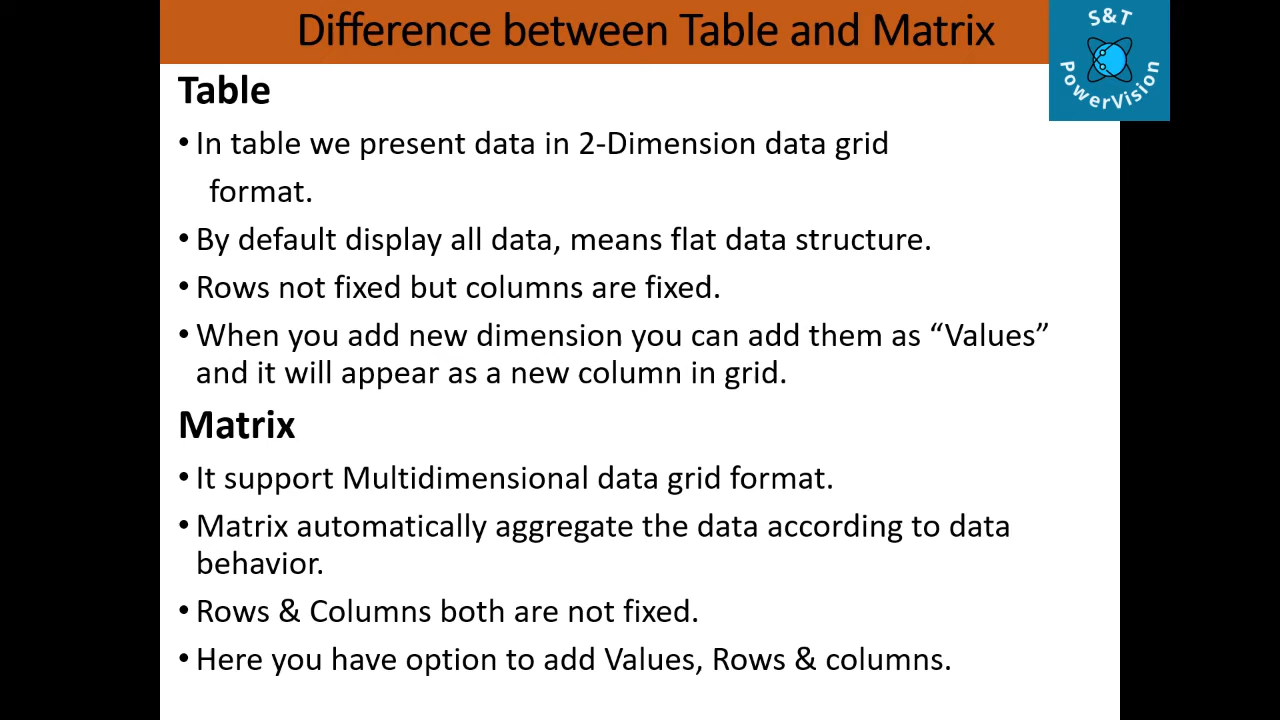 Difference between Table and Matrix
S&T
PowerVision
Table
• In table we present data in 2-Dimension data grid
format.
• By default display all data, means flat data structure.
• Rows not fixed but columns are fixed.
• When you add new dimension you can add them as “Values”
and it will appear as a new column in grid.
Matrix
• It support Multidimensional data grid format.
• Matrix automatically aggregate the data according to data
behavior.
• Rows & Columns both are not fixed.
• Here you have option to add Values, Rows & columns.